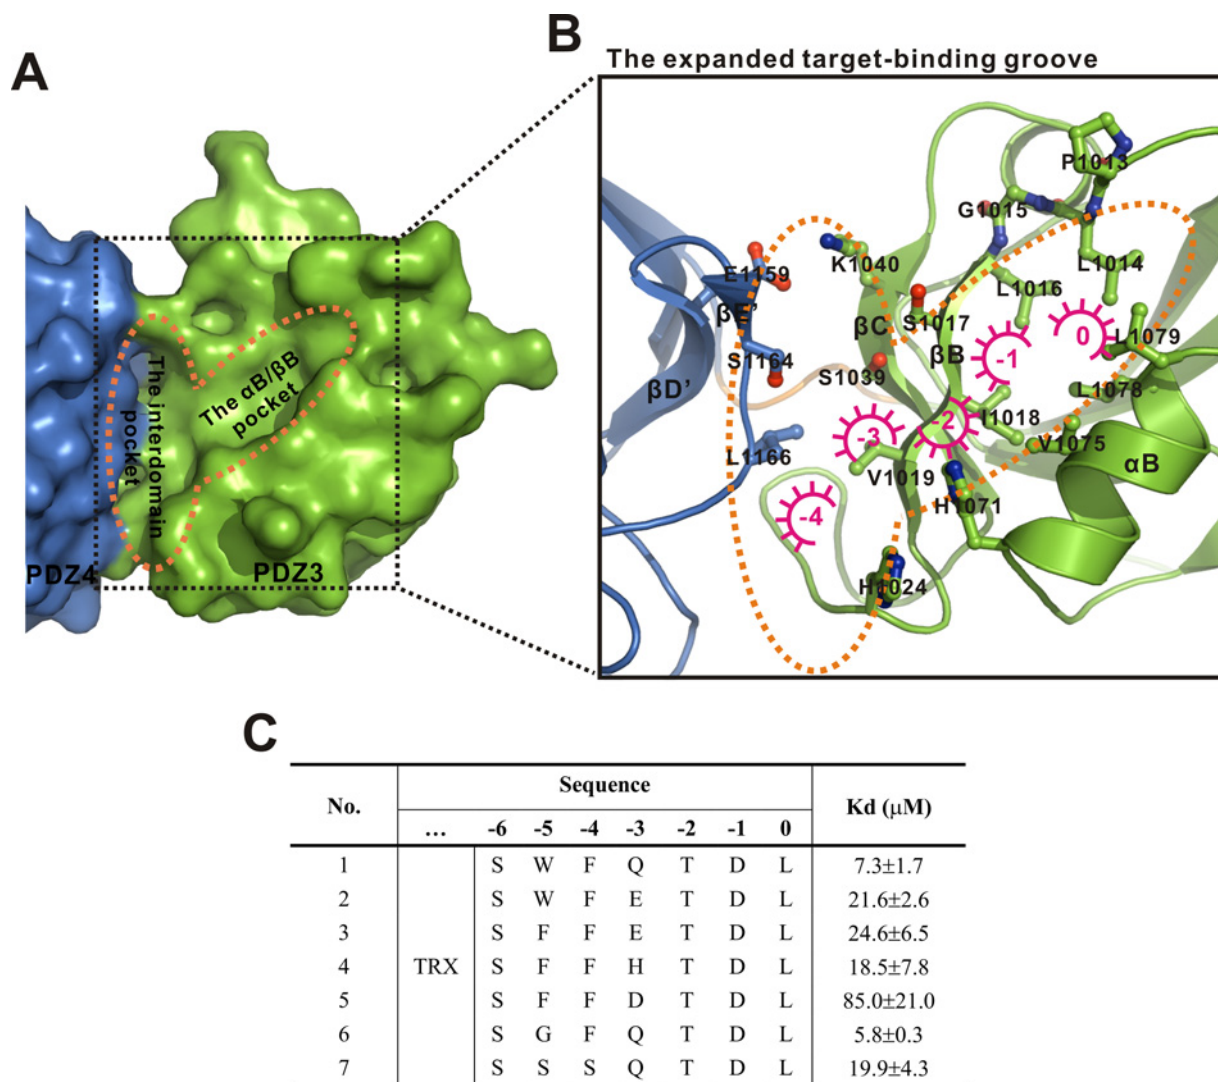 A
B
The expanded target-binding groove
The interdomain
pocket
The αB/βB
pocket
PDZ4
PDZ3
P1013
G1015
E1159
K1040
L1014
βE'
L1016
βC
S1017
0
L1079
βB
-1
S1164
βD'
S1039
L1078
-2
I1018
-3
L1166
V1075
V1019
αB
H1071
-4
H1024
C
No. Sequence Kd (μM)
... -6 -5 -4 -3 -2 -1 0
1 S W F Q T D L 7.3±1.7
2 S W F E T D L 21.6±2.6
3 S F F E T D L 24.6±6.5
4 TRX S F F H T D L 18.5±7.8
5 S F F D T D L 85.0±21.0
6 S G F Q T D L 5.8±0.3
7 S S S Q T D L 19.9±4.3